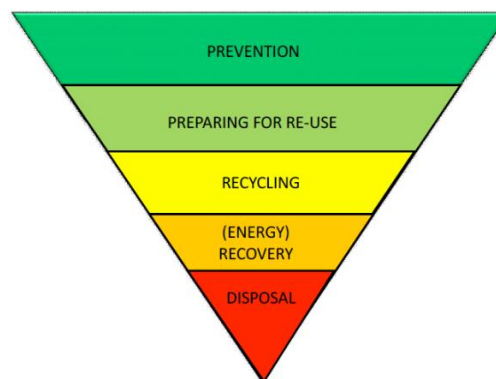 PREVENTION
PREPARING FOR RE-USE
RECYCLING
(ENERGY)
RECOVERY
DISPOSAL